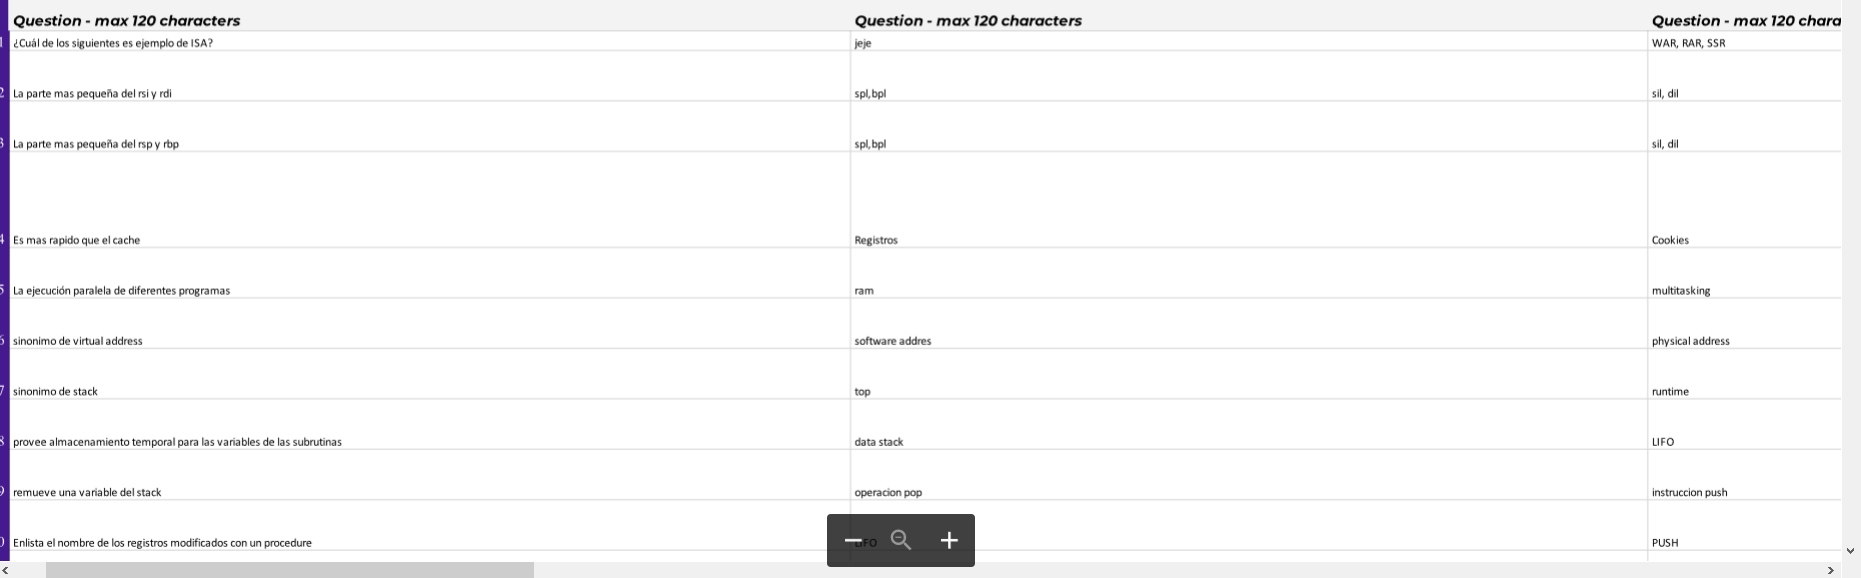 Question - max 120 characters Question - max 120 characters Question - max 120 chara
1 ¿Cuál de los siguientes es ejemplo de ISA? jeje WAR, RAR, SSR
2 La parte mas pequeña del rsi y rdi spl,bpl sil, dil
3 La parte mas pequeña del rsp y rbp spl,bpl sil, dil
4 Es mas rapido que el cache Registros Cookies
5 La ejecución paralela de diferentes programas ram multitasking
6 sinonimo de virtual address software addres physical address
7 sinonimo de stack top runtime
8 provee almacenamiento temporal para las variables de las subrutinas data stack LIFO
9 remueve una variable del stack operacion pop instruccion push
0 Enlista el nombre de los registros modificados con un procedure LIFO PUSH